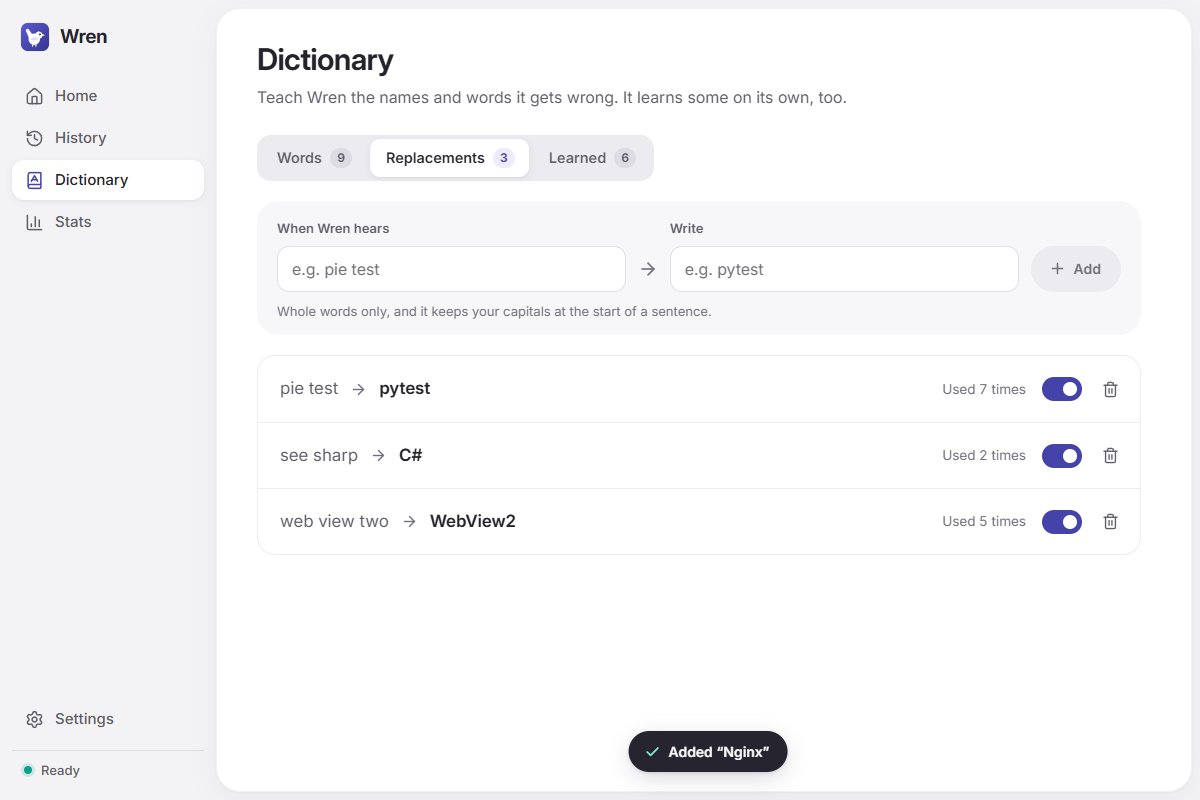 Wren
Home
History
Dictionary
Stats
Settings
Ready
Dictionary
Teach Wren the names and words it gets wrong. It learns some on its own, too.
Words 9 Replacements 3 Learned 6
When Wren hears Write
e.g. pie test → e.g. pytest + Add
Whole words only, and it keeps your capitals at the start of a sentence.
pie test → pytest Used 7 times
see sharp → C# Used 2 times
web view two → WebView2 Used 5 times
Added “Nginx”